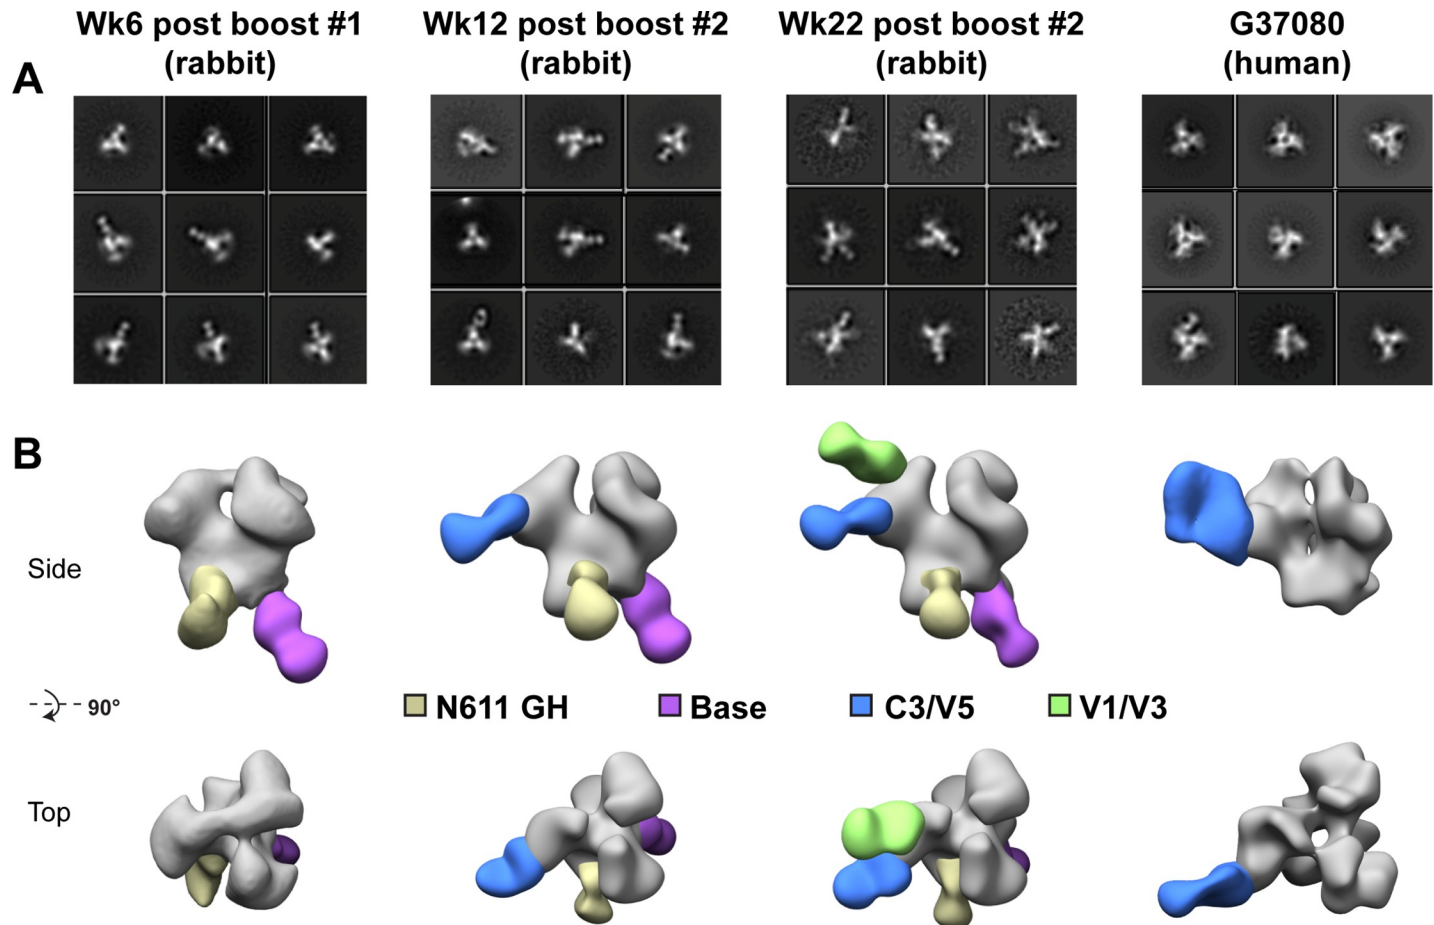 Wk6 post boost #1 (rabbit)
Wk12 post boost #2 (rabbit)
Wk22 post boost #2 (rabbit)
G37080 (human)
A
B
Side
90°
N611 GH
Base
C3/V5
V1/V3
Top